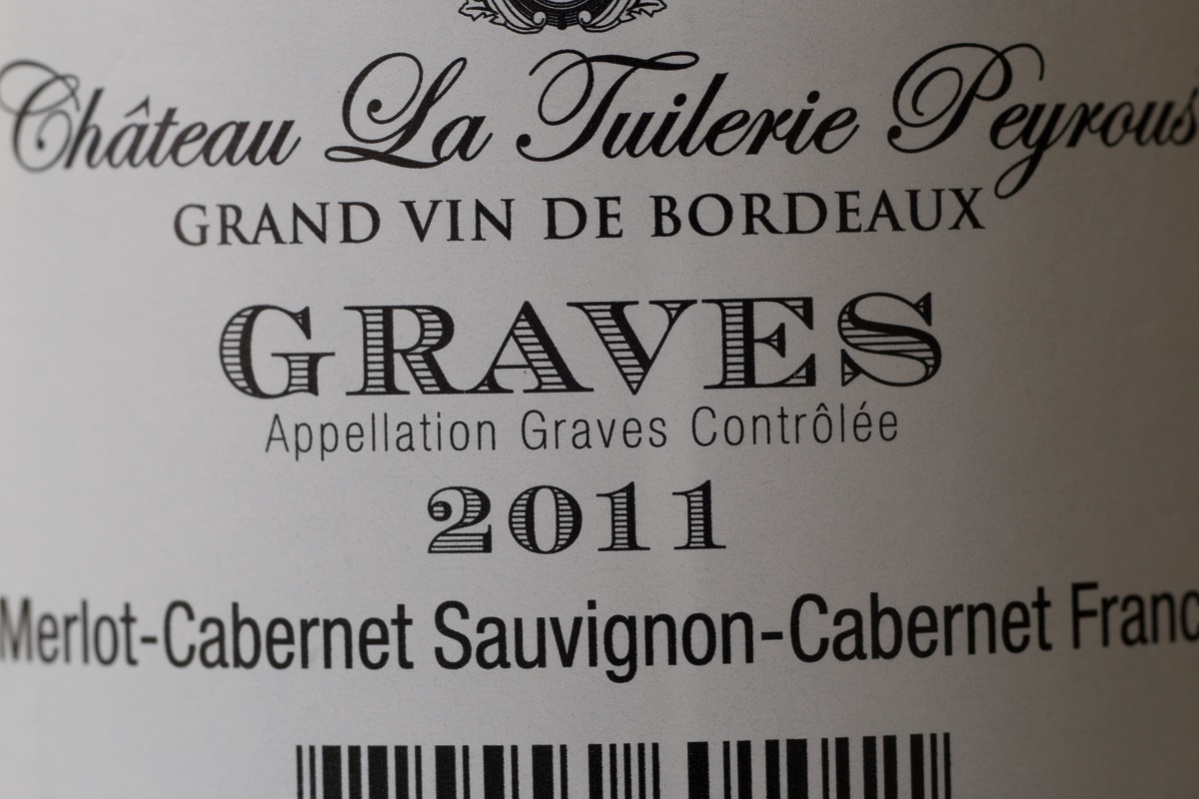 Château La Tuilerie Peyrous
GRAND VIN DE BORDEAUX
GRAVES
Appellation Graves Contrôlée
2011
Merlot-Cabernet Sauvignon-Cabernet Franc